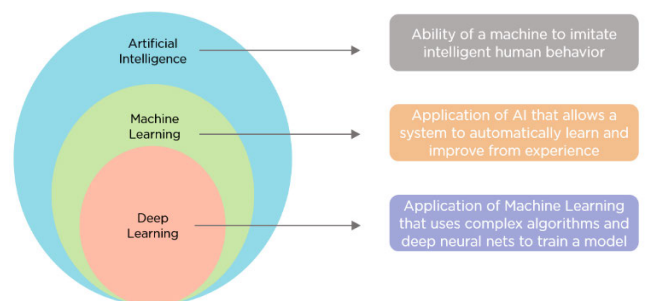 Artificial
Intelligence
Ability of a machine to imitate
intelligent human behavior
Machine
Learning
Application of AI that allows a
system to automatically learn and
improve from experience
Deep
Learning
Application of Machine Learning
that uses complex algorithms and
deep neural nets to train a model